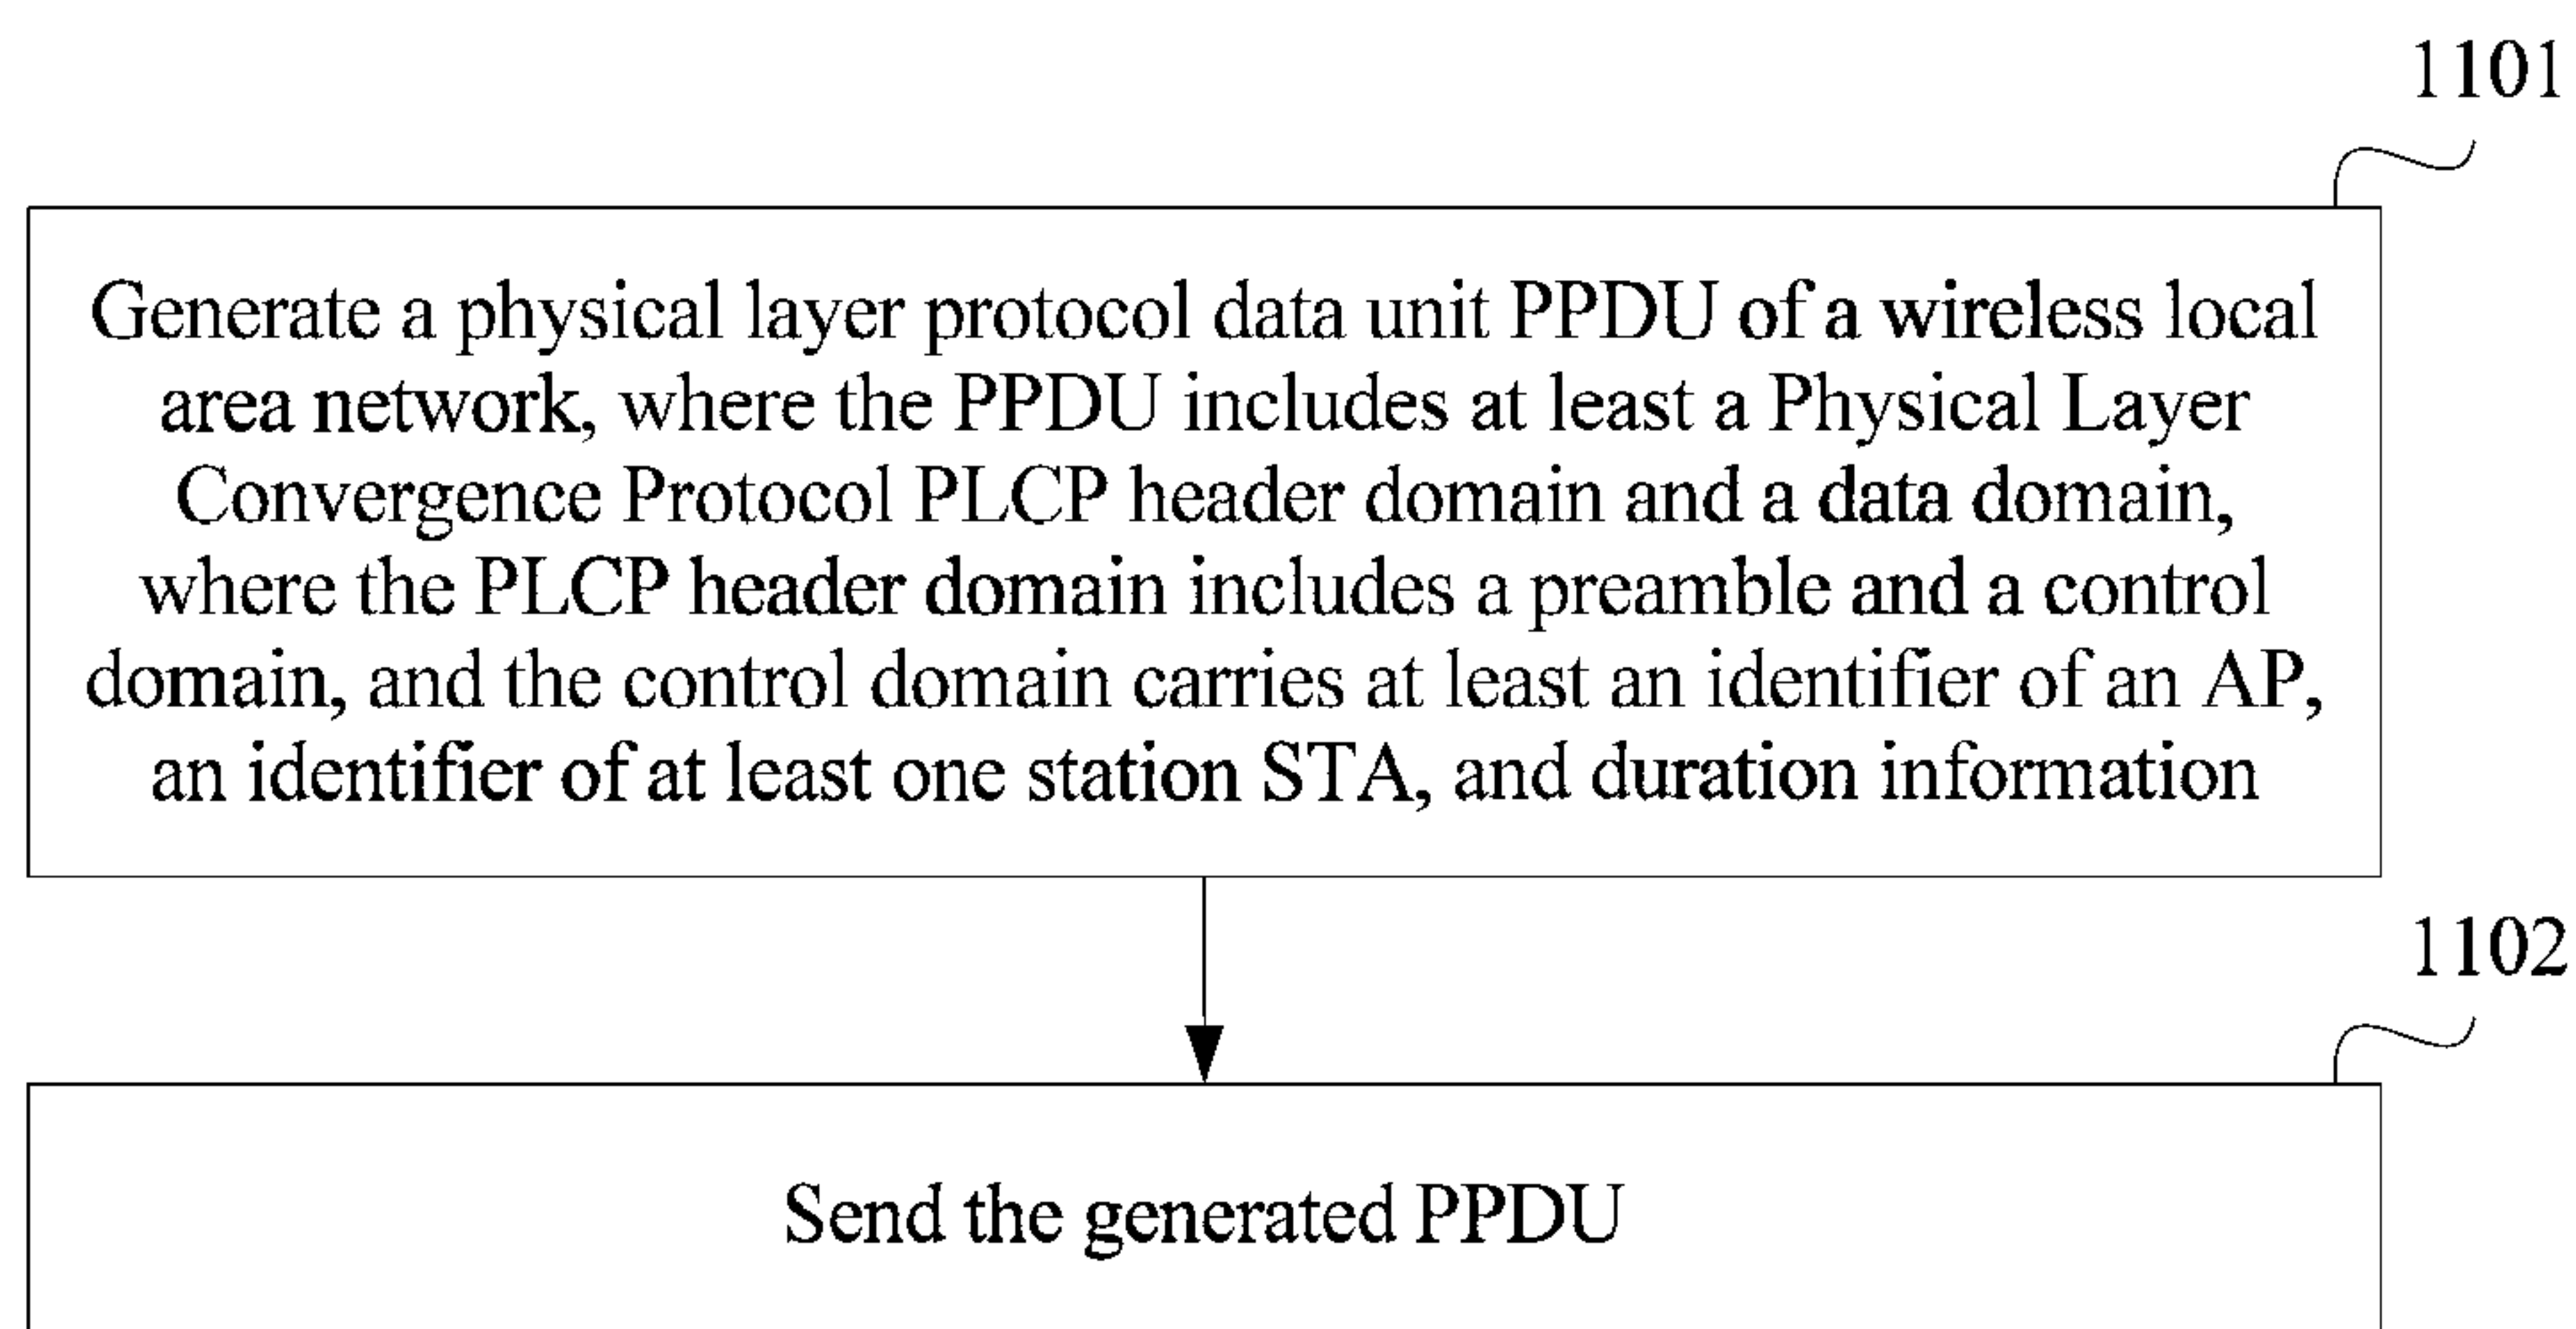 1101
Generate a physical layer protocol data unit PPDU of a wireless local
area network, where the PPDU includes at least a Physical Layer
Convergence Protocol PLCP header domain and a data domain,
where the PLCP header domain includes a preamble and a control
domain, and the control domain carries at least an identifier of an AP,
an identifier of at least one station STA, and duration information
1102
Send the generated PPDU